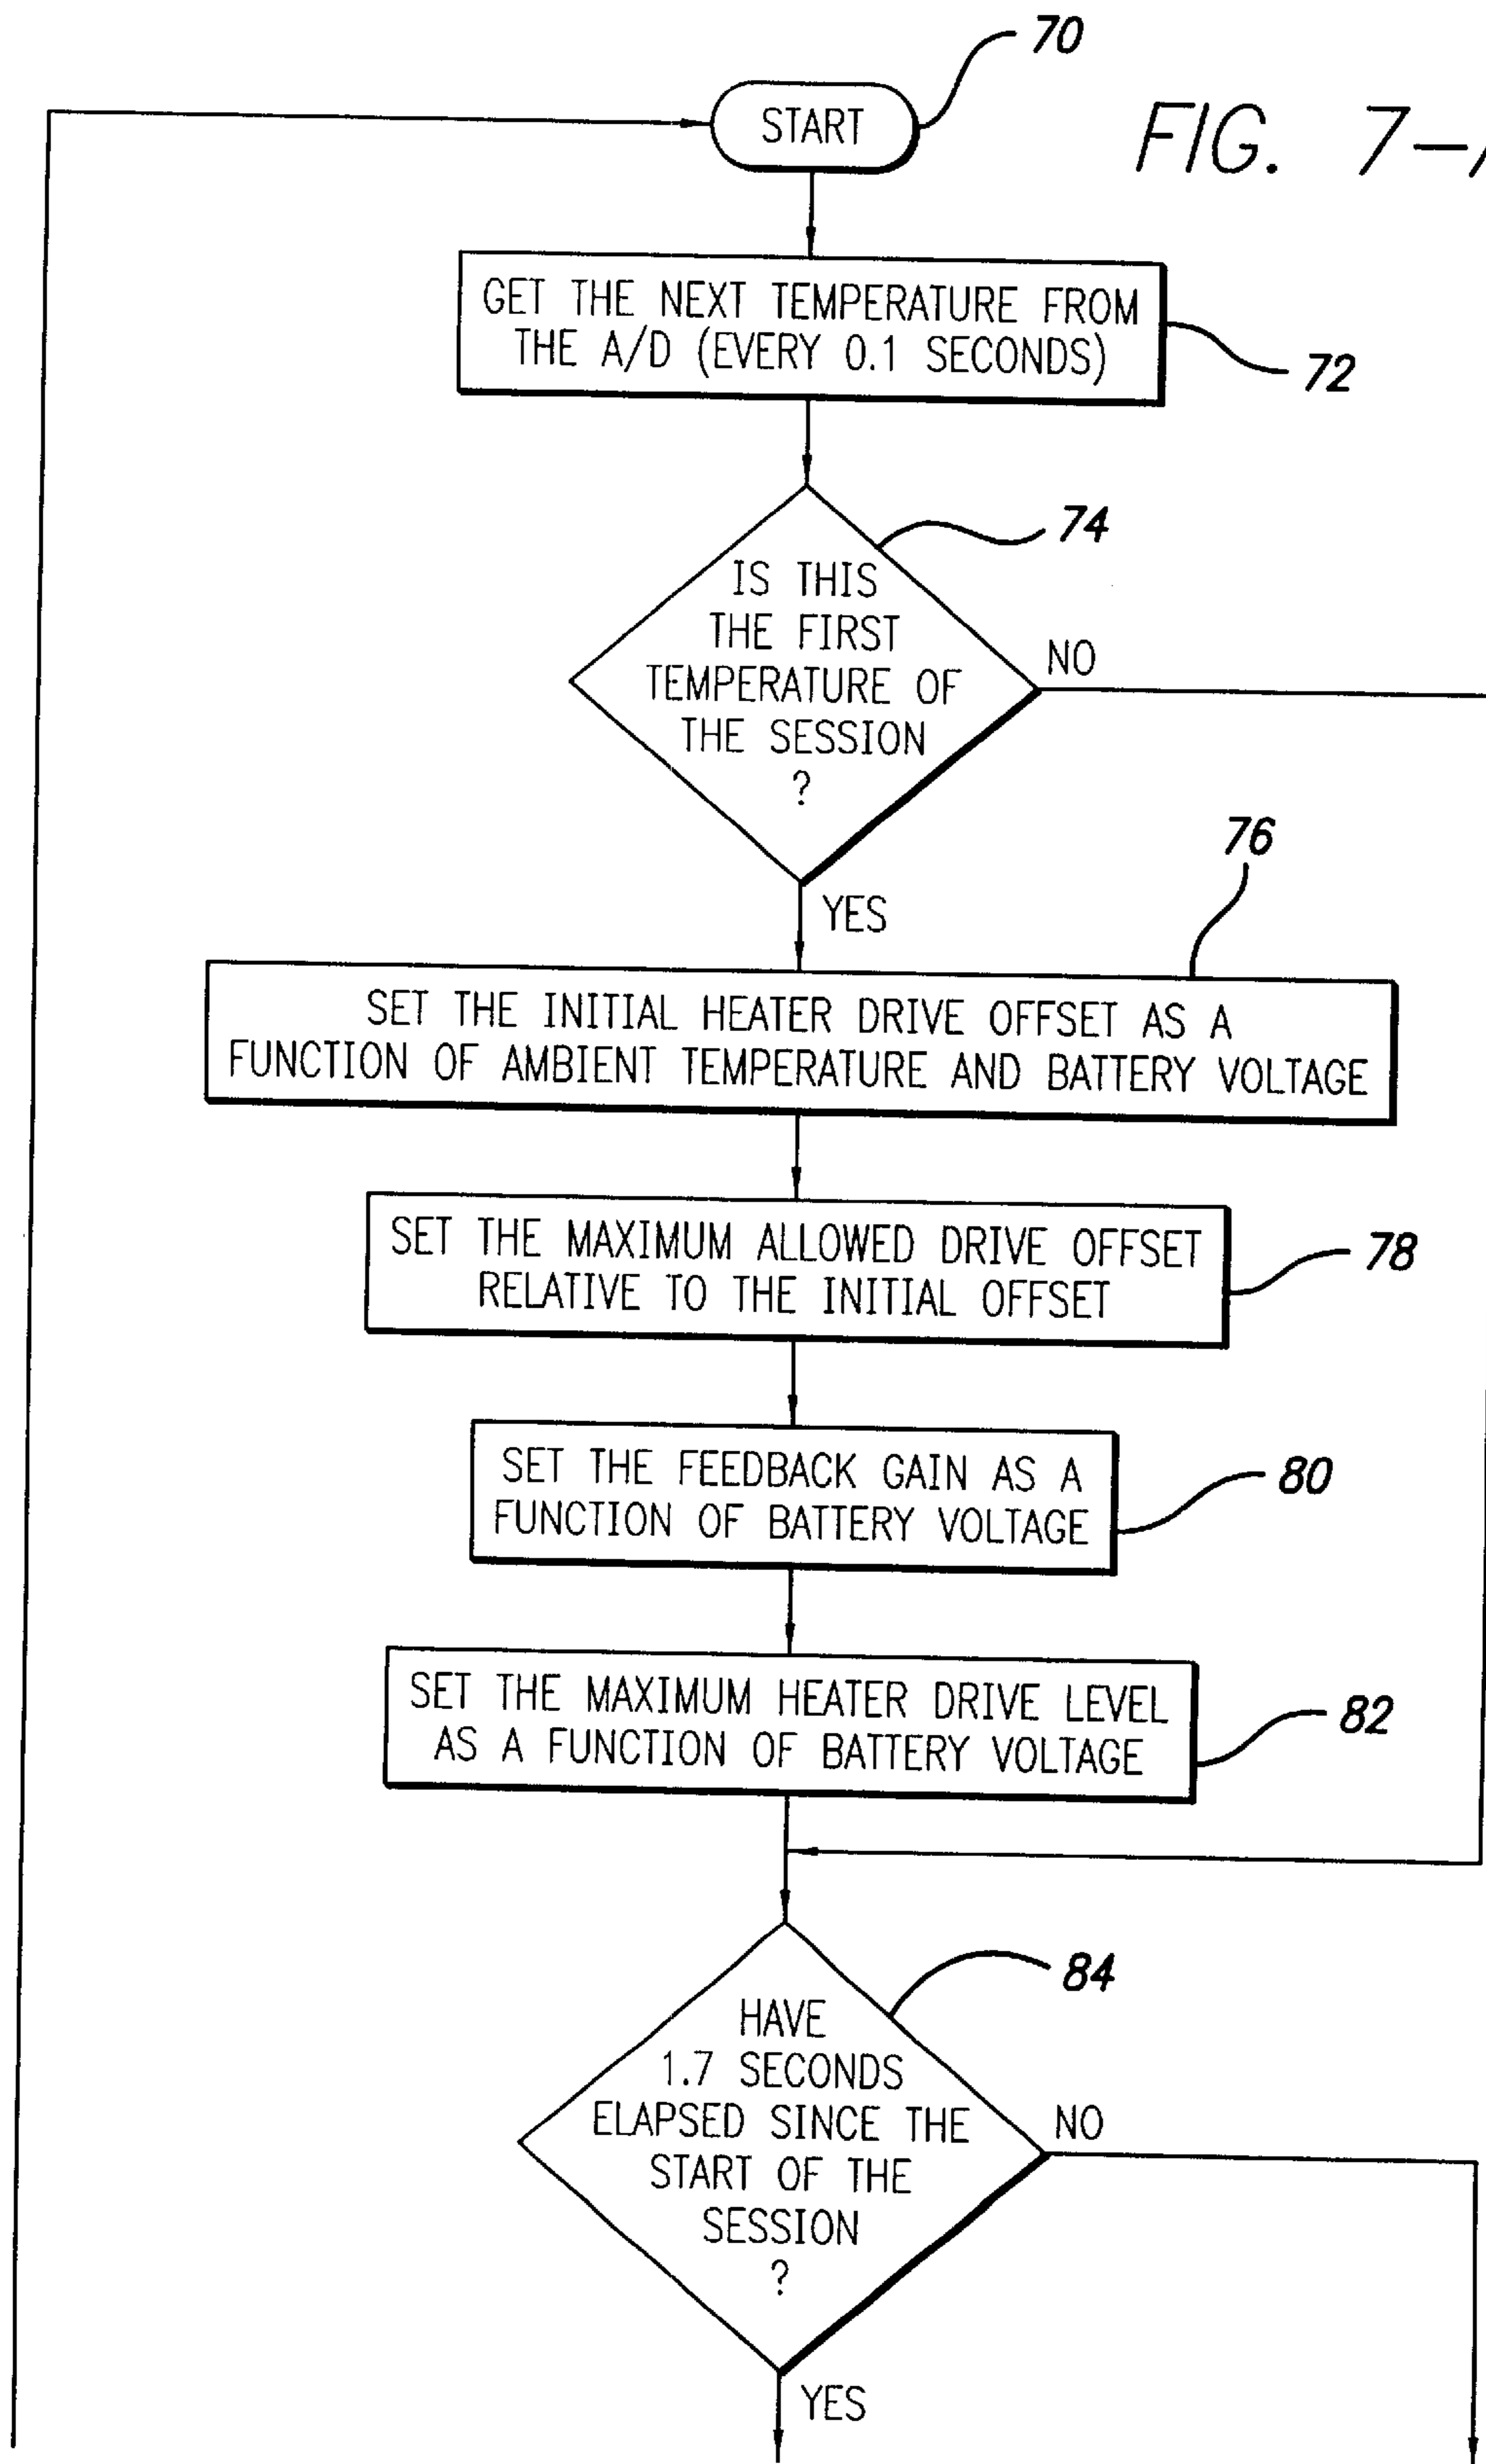 70
START
FIG. 7-A
GET THE NEXT TEMPERATURE FROM
THE A/D (EVERY 0.1 SECONDS)
72
74
IS THIS
THE FIRST
TEMPERATURE OF
THE SESSION
?
NO
YES
76
SET THE INITIAL HEATER DRIVE OFFSET AS A
FUNCTION OF AMBIENT TEMPERATURE AND BATTERY VOLTAGE
SET THE MAXIMUM ALLOWED DRIVE OFFSET
RELATIVE TO THE INITIAL OFFSET
78
SET THE FEEDBACK GAIN AS A
FUNCTION OF BATTERY VOLTAGE
80
SET THE MAXIMUM HEATER DRIVE LEVEL
AS A FUNCTION OF BATTERY VOLTAGE
82
84
HAVE
1.7 SECONDS
ELAPSED SINCE THE
START OF THE
SESSION
?
NO
YES